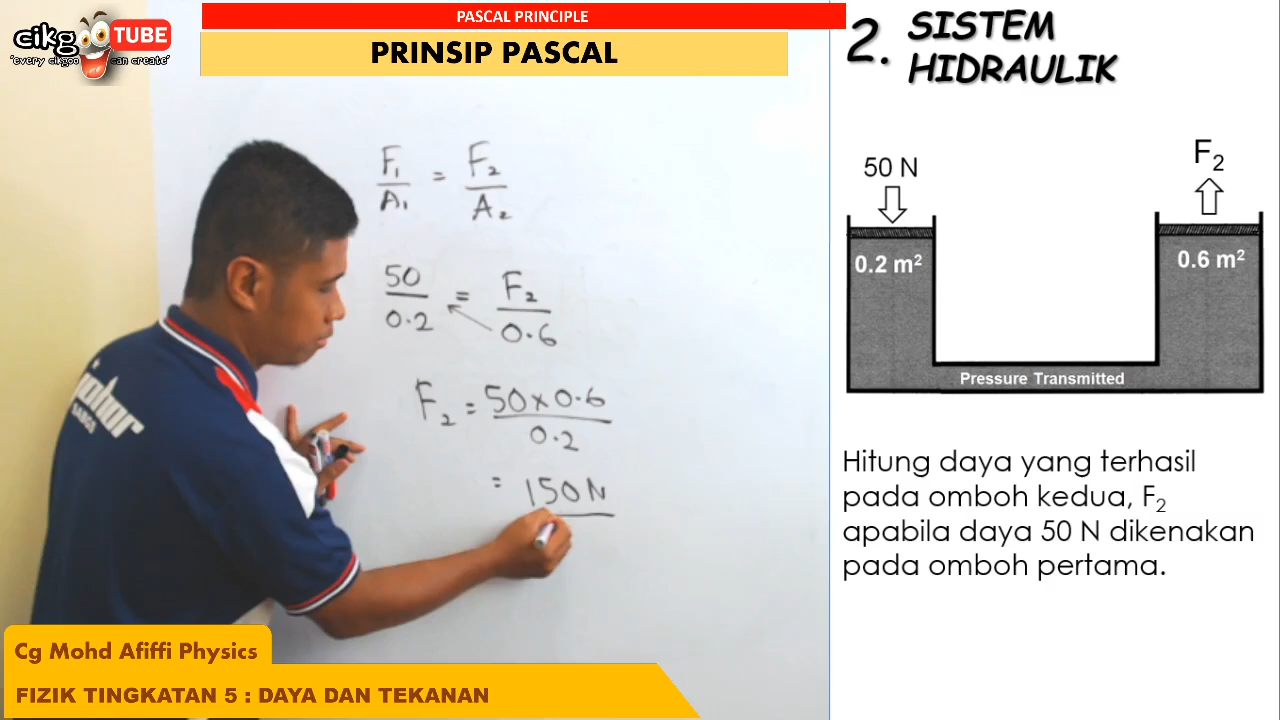 cikgooTUBE
'every cikgoo can create'
PASCAL PRINCIPLE
PRINSIP PASCAL
F₁/A₁ = F₂/A₂
50/0.2 = F₂/0.6
F₂ = 50 x 0.6/0.2
= 150 N
johor
Cg Mohd Afiffi Physics
FIZIK TINGKATAN 5 : DAYA DAN TEKANAN
2. SISTEM
HIDRAULIK
50 N
F₂
0.2 m²
0.6 m²
Pressure Transmitted
Hitung daya yang terhasil
pada omboh kedua, F₂
apabila daya 50 N dikenakan
pada omboh pertama.